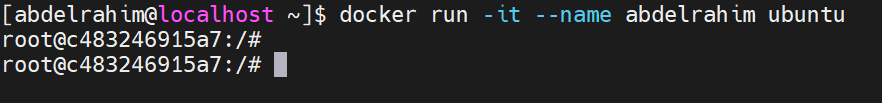 [abdelrahim@localhost ~]$ docker run -it --name abdelrahim ubuntu
root@c483246915a7:/#
root@c483246915a7:/#